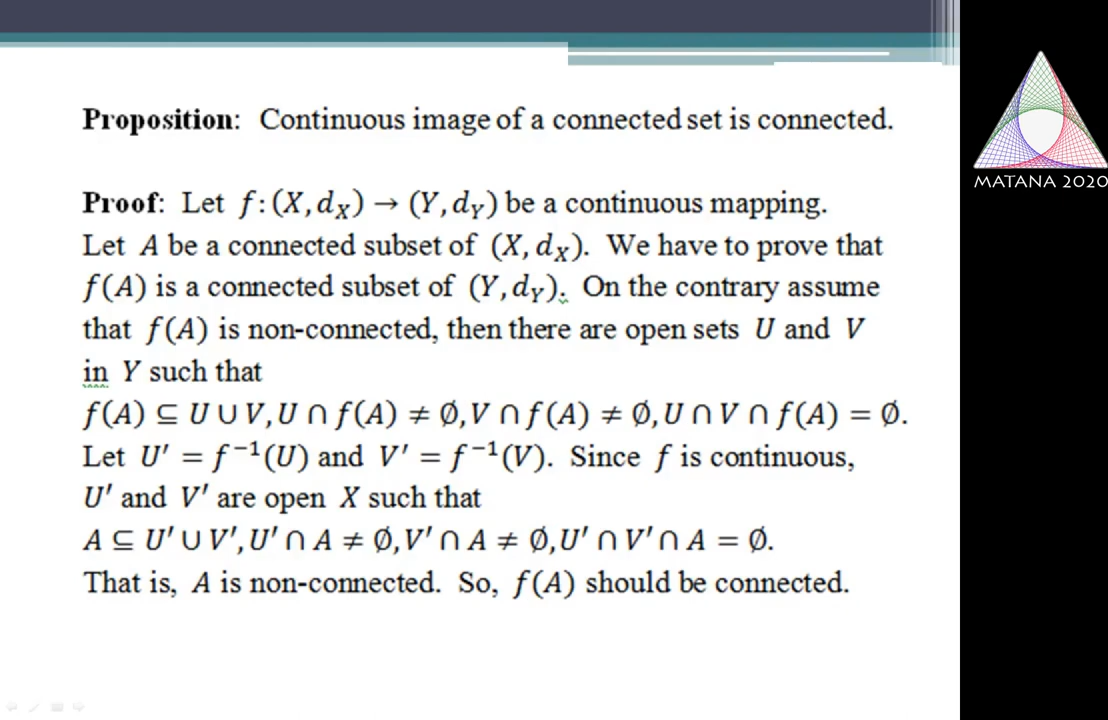 Proposition: Continuous image of a connected set is connected.
Proof: Let f:(X,d_X) → (Y,d_Y) be a continuous mapping.
Let A be a connected subset of (X,d_X). We have to prove that
f(A) is a connected subset of (Y,d_Y). On the contrary assume
that f(A) is non-connected, then there are open sets U and V
in Y such that
f(A) ⊆ U ∪ V, U ∩ f(A) ≠ ∅, V ∩ f(A) ≠ ∅, U ∩ V ∩ f(A) = ∅.
Let U′ = f⁻¹(U) and V′ = f⁻¹(V). Since f is continuous,
U′ and V′ are open X such that
A ⊆ U′ ∪ V′, U′ ∩ A ≠ ∅, V′ ∩ A ≠ ∅, U′ ∩ V′ ∩ A = ∅.
That is, A is non-connected. So, f(A) should be connected.
MATANA 2020